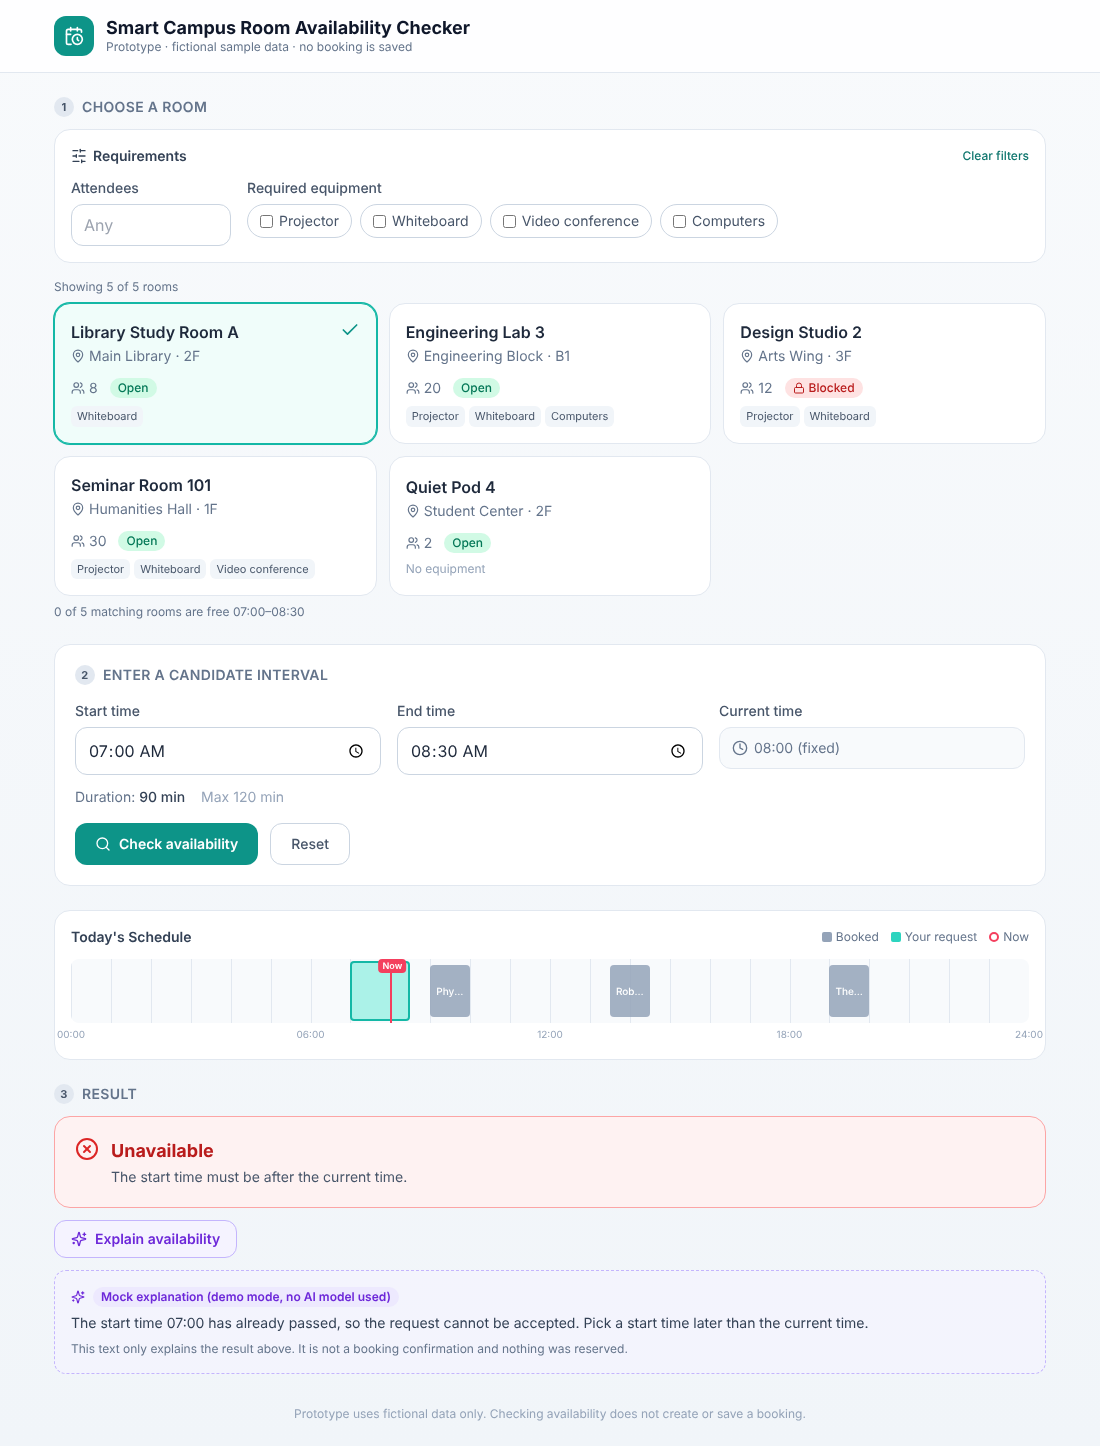 Smart Campus Room Availability Checker
Prototype · fictional sample data · no booking is saved
1 CHOOSE A ROOM
Requirements
Clear filters
Attendees
Required equipment
Any
Projector
Whiteboard
Video conference
Computers
Showing 5 of 5 rooms
Library Study Room A
Main Library · 2F
8 Open
Whiteboard
Engineering Lab 3
Engineering Block · B1
20 Open
Projector Whiteboard Computers
Design Studio 2
Arts Wing · 3F
12 Blocked
Projector Whiteboard
Seminar Room 101
Humanities Hall · 1F
30 Open
Projector Whiteboard Video conference
Quiet Pod 4
Student Center · 2F
2 Open
No equipment
0 of 5 matching rooms are free 07:00–08:30
2 ENTER A CANDIDATE INTERVAL
Start time
End time
Current time
07:00 AM
08:30 AM
08:00 (fixed)
Duration: 90 min Max 120 min
Check availability
Reset
Today's Schedule
Booked Your request Now
Now
Phy...
Rob...
The...
00:00 06:00 12:00 18:00 24:00
3 RESULT
Unavailable
The start time must be after the current time.
Explain availability
Mock explanation (demo mode, no AI model used)
The start time 07:00 has already passed, so the request cannot be accepted. Pick a start time later than the current time.
This text only explains the result above. It is not a booking confirmation and nothing was reserved.
Prototype uses fictional data only. Checking availability does not create or save a booking.